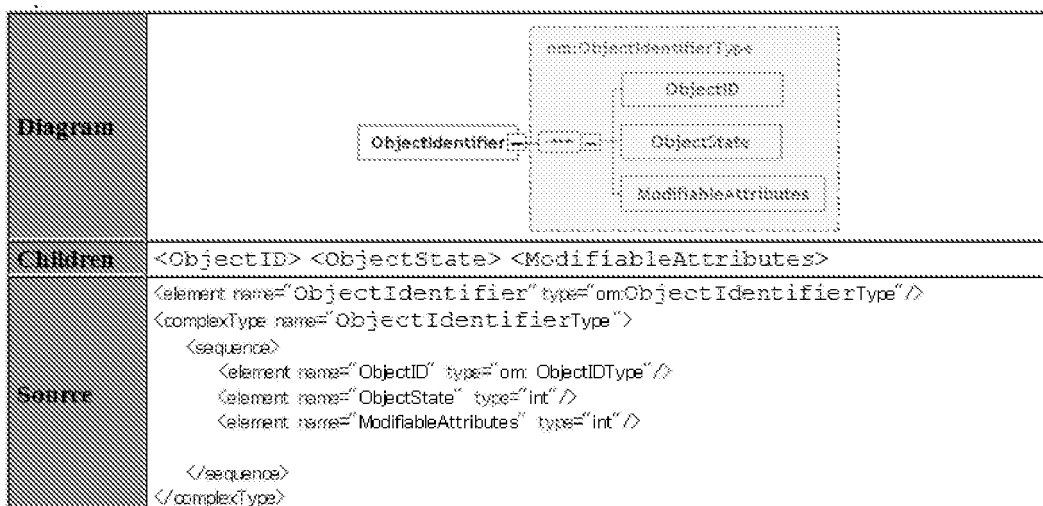 Diagram
om:ObjectIdentifierType
ObjectID
ObjectIdentifier
ObjectState
ModifiableAttributes
Children
<ObjectID> <ObjectState> <ModifiableAttributes>
Source
<element name="ObjectIdentifier" type="om:ObjectIdentifierType"/>
<complexType name="ObjectIdentifierType">
<sequence>
<element name="ObjectID" type="om: ObjectIDType"/>
<element name="ObjectState" type="int"/>
<element name="ModifiableAttributes" type="int"/>
</sequence>
</complexType>